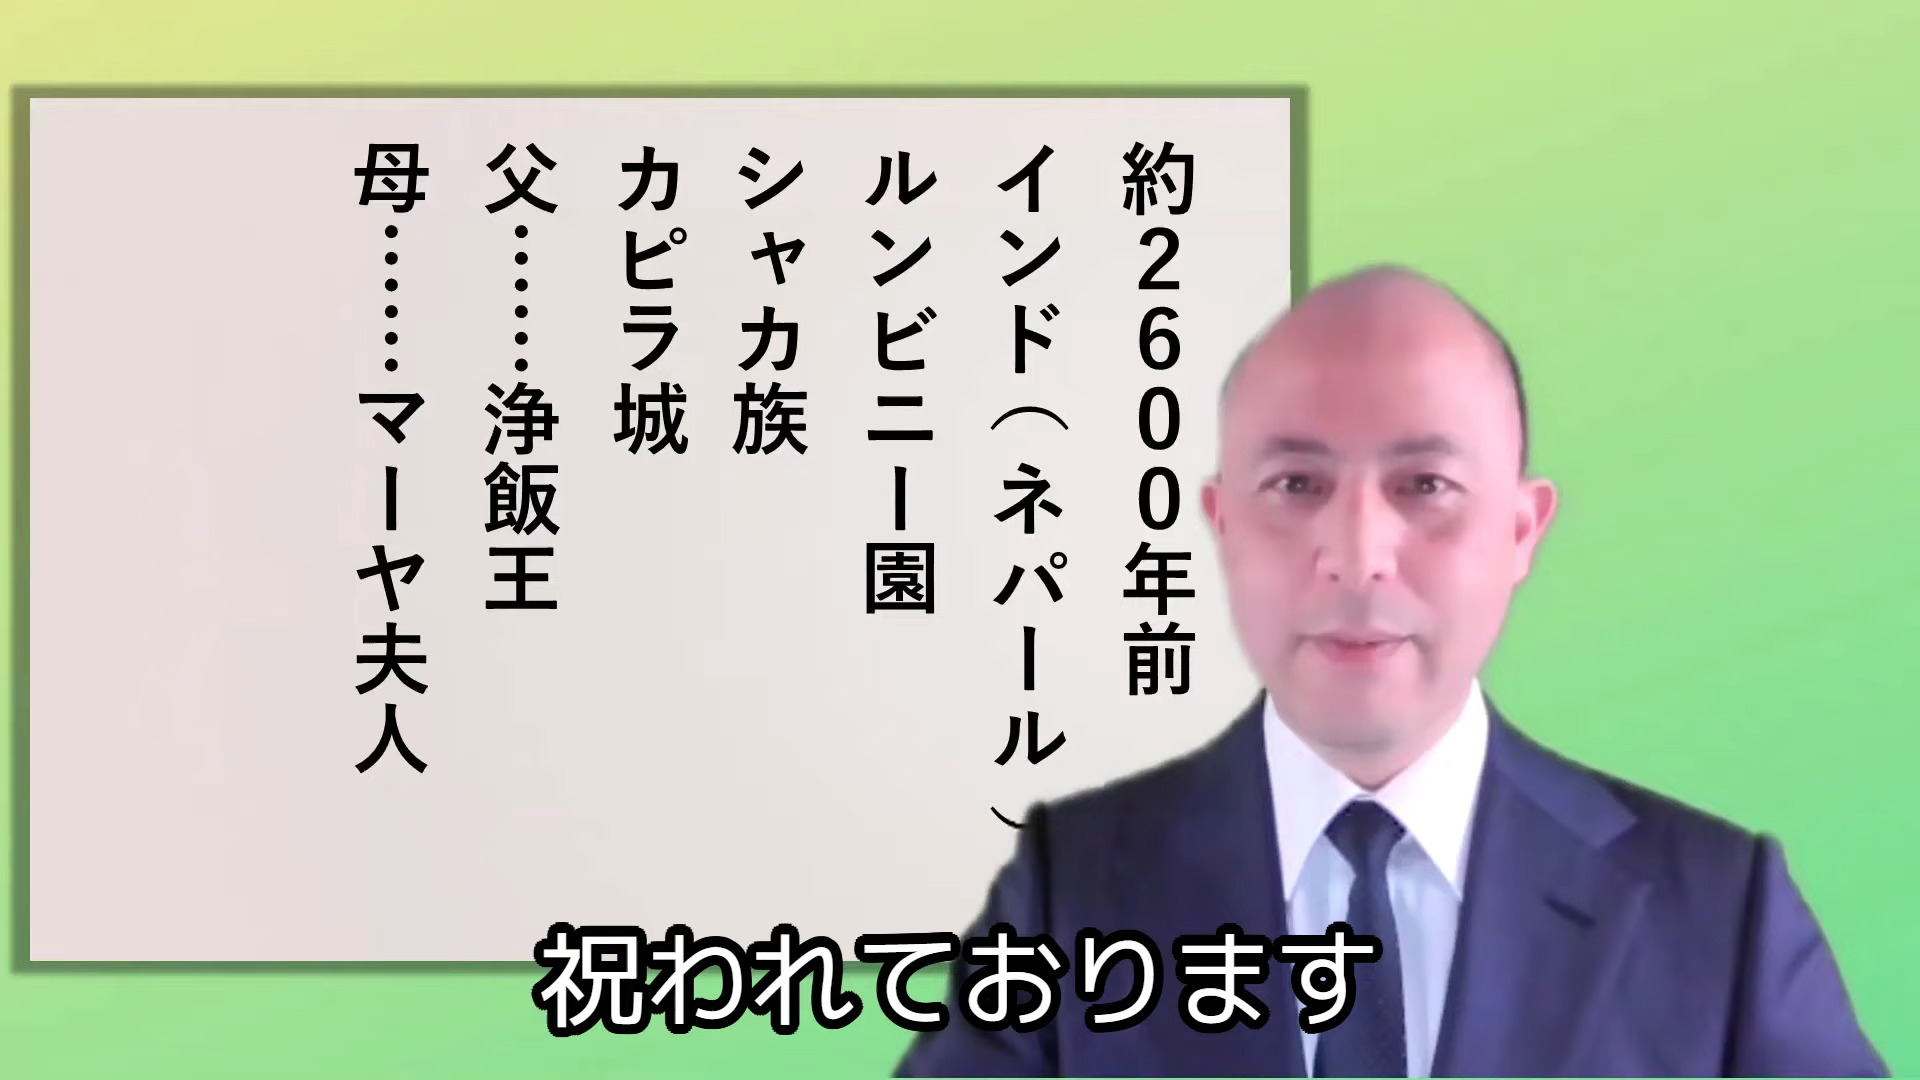 約2600年前
インド（ネパール）
ルンビニー園
シャカ族
カピラ城
父……浄飯王
母……マーヤ夫人
祝われております